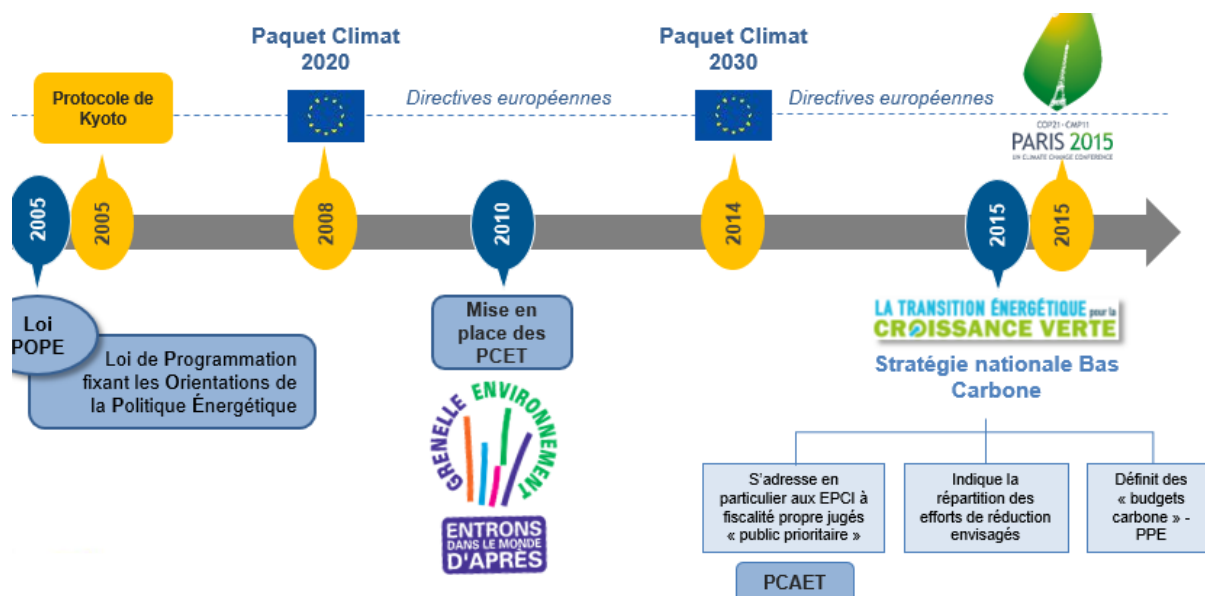 Paquet Climat
2020
Paquet Climat
2030
Protocole de
Kyoto
Directives européennes
Directives européennes
COP21-CMP11
PARIS 2015
UN CLIMATE CHANGE CONFERENCE
2005
2005
2008
2010
2014
2015
2015
Loi
POPE
Loi de Programmation
fixant les Orientations de
la Politique Énergétique
Mise en
place des
PCET
GRENELLE ENVIRONNEMENT
ENTRONS
DANS LE MONDE
D'APRÈS
LA TRANSITION ÉNERGÉTIQUE pour la
CROISSANCE VERTE
Stratégie nationale Bas
Carbone
S'adresse en
particulier aux EPCI à
fiscalité propre jugés
« public prioritaire »
Indique la
répartition des
efforts de réduction
envisagés
Définit des
« budgets
carbone » -
PPE
PCAET